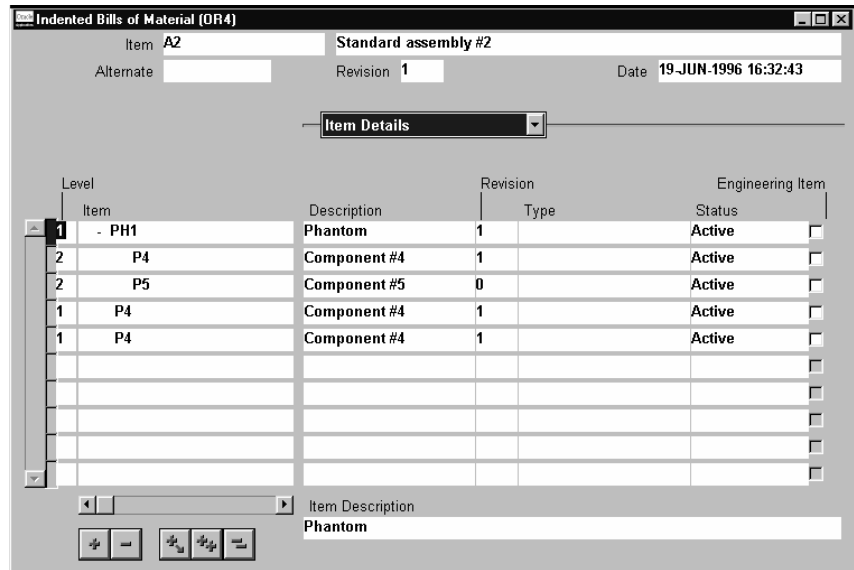 Indented Bills of Material (OR4)
Item A2 Standard assembly #2
Alternate Revision 1 Date 19-JUN-1996 16:32:43
Item Details
Level Revision Engineering Item
Item Description Type Status
1 - PH1 Phantom 1 Active
2 P4 Component #4 1 Active
2 P5 Component #5 0 Active
1 P4 Component #4 1 Active
1 P4 Component #4 1 Active
Item Description
Phantom